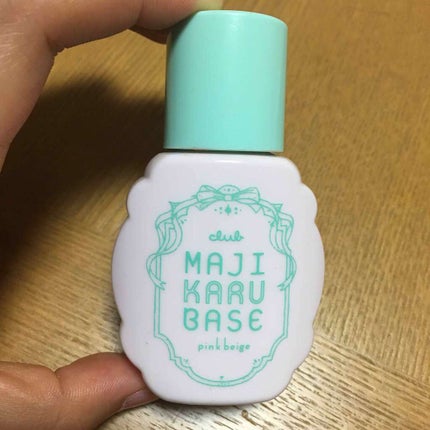 club
MAJI
KARU
BASE
pink beige